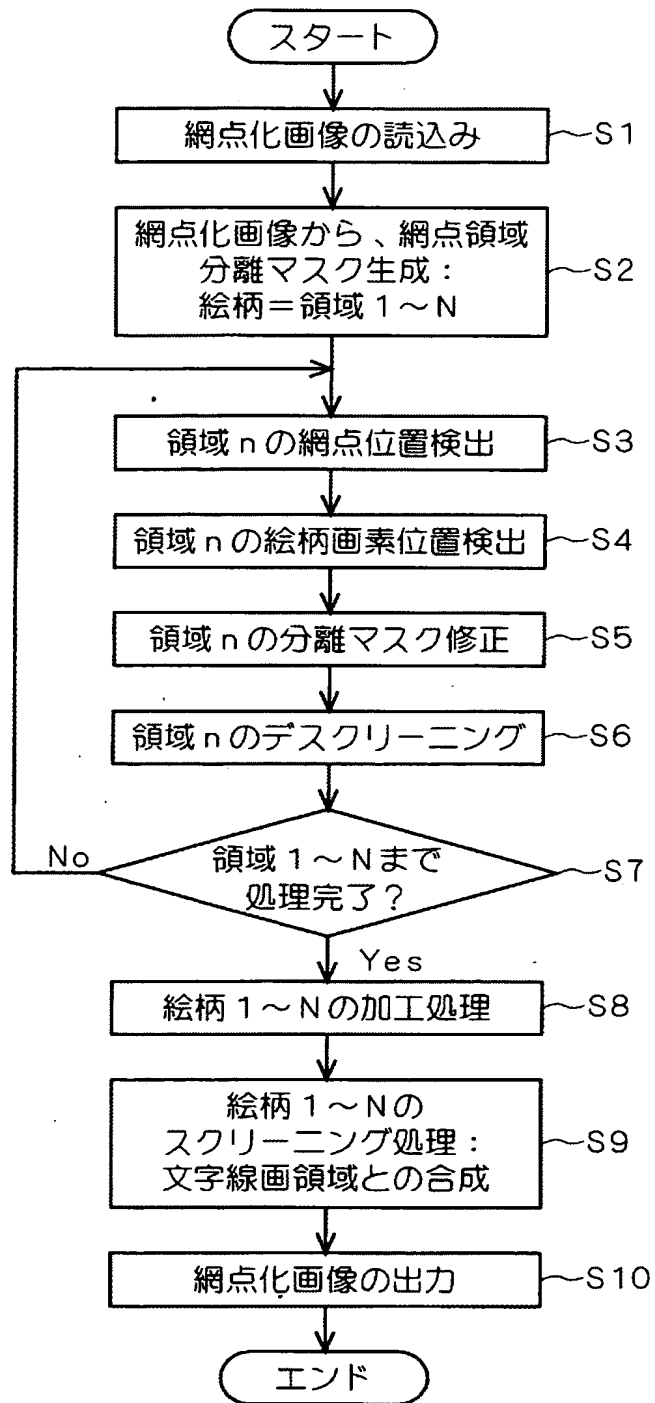 スタート
網点化画像の読込み S1
網点化画像から、網点領域
分離マスク生成: S2
絵柄=領域1〜N
領域nの網点位置検出 S3
領域nの絵柄画素位置検出 S4
領域nの分離マスク修正 S5
領域nのデスクリーニング S6
No 領域1〜Nまで S7
処理完了?
Yes
絵柄1〜Nの加工処理 S8
絵柄1〜Nの
スクリーニング処理: S9
文字線画領域との合成
網点化画像の出力 S10
エンド